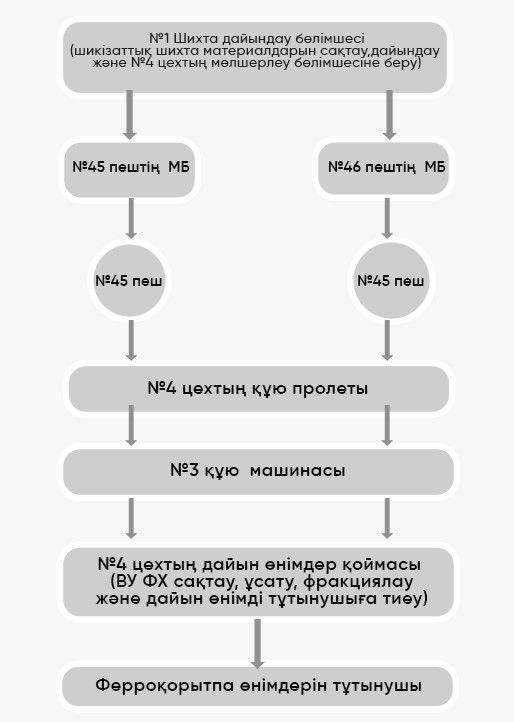 №1 Шихта дайындау бөлімшесі
(шикізаттық шихта материалдарын сақтау,дайындау
және №4 цехтың мөлшерлеу бөлімшесіне беру)
№45 пештің МБ
№46 пештің МБ
№45 пеш
№45 пеш
№4 цехтың құю пролеты
№3 құю машинасы
№4 цехтың дайын өнімдер қоймасы
(ВУ ФХ сақтау, ұсату, фракциялау
және дайын өнімді тұтынушыға тиеу)
Ферроқорытпа өнімдерін тұтынушы